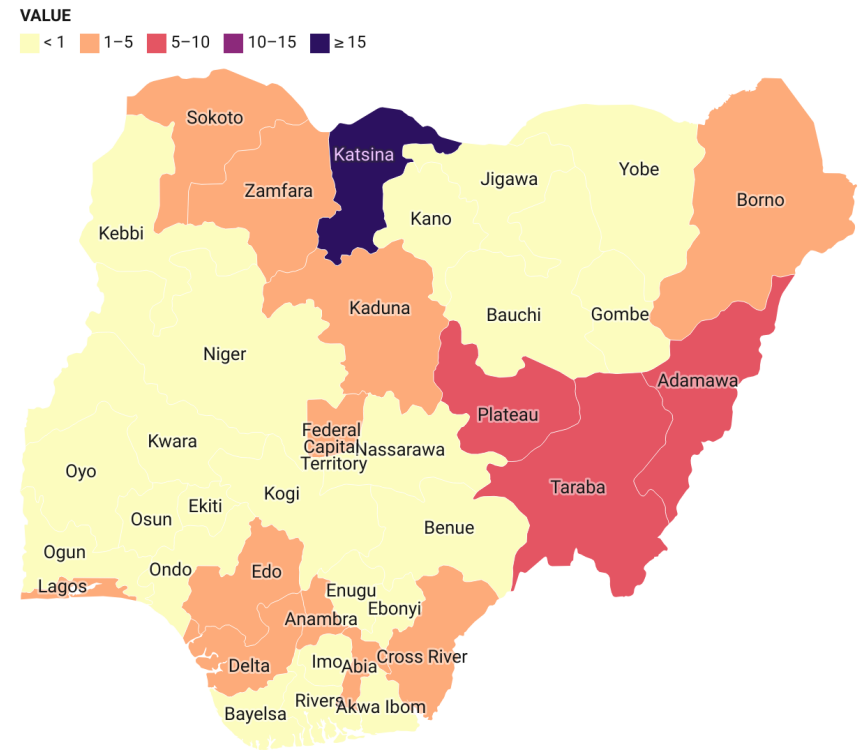 VALUE
< 1
1–5
5–10
10–15
≥ 15
Sokoto
Katsina
Zamfara
Jigawa
Yobe
Borno
Kano
Kebbi
Kaduna
Bauchi
Gombe
Niger
Adamawa
Plateau
Federal
Capital
Territory
Nassarawa
Kwara
Oyo
Taraba
Kogi
Ekiti
Osun
Benue
Ogun
Ondo
Edo
Lagos
Enugu
Ebonyi
Anambra
Cross River
Imo
Abia
Delta
Rivers
Akwa Ibom
Bayelsa